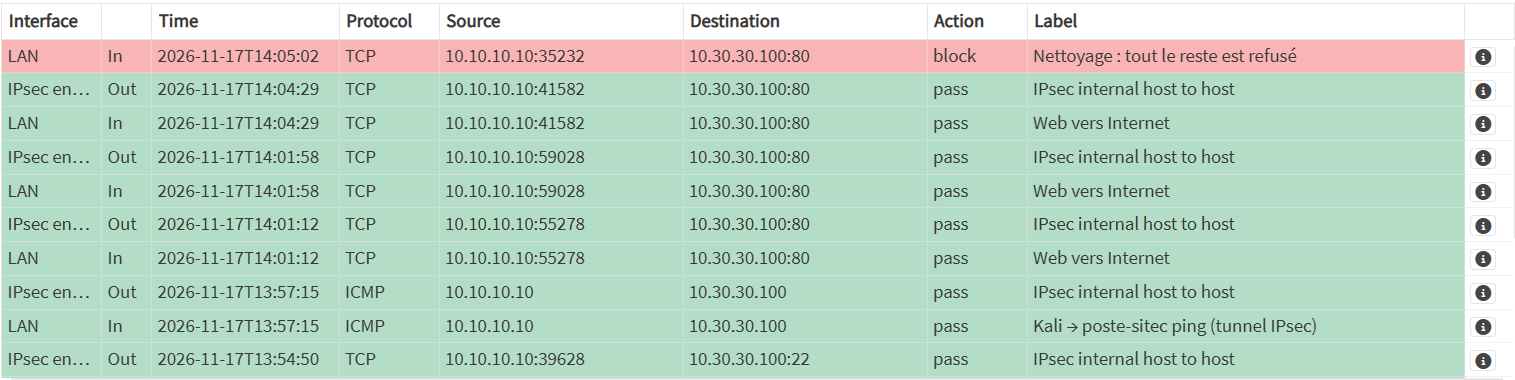 Interface Time Protocol Source Destination Action Label
LAN In 2026-11-17T14:05:02 TCP 10.10.10.10:35232 10.30.30.100:80 block Nettoyage : tout le reste est refusé
IPsec en... Out 2026-11-17T14:04:29 TCP 10.10.10.10:41582 10.30.30.100:80 pass IPsec internal host to host
LAN In 2026-11-17T14:04:29 TCP 10.10.10.10:41582 10.30.30.100:80 pass Web vers Internet
IPsec en... Out 2026-11-17T14:01:58 TCP 10.10.10.10:59028 10.30.30.100:80 pass IPsec internal host to host
LAN In 2026-11-17T14:01:58 TCP 10.10.10.10:59028 10.30.30.100:80 pass Web vers Internet
IPsec en... Out 2026-11-17T14:01:12 TCP 10.10.10.10:55278 10.30.30.100:80 pass IPsec internal host to host
LAN In 2026-11-17T14:01:12 TCP 10.10.10.10:55278 10.30.30.100:80 pass Web vers Internet
IPsec en... Out 2026-11-17T13:57:15 ICMP 10.10.10.10 10.30.30.100 pass IPsec internal host to host
LAN In 2026-11-17T13:57:15 ICMP 10.10.10.10 10.30.30.100 pass Kali → poste-sitec ping (tunnel IPsec)
IPsec en... Out 2026-11-17T13:54:50 TCP 10.10.10.10:39628 10.30.30.100:22 pass IPsec internal host to host